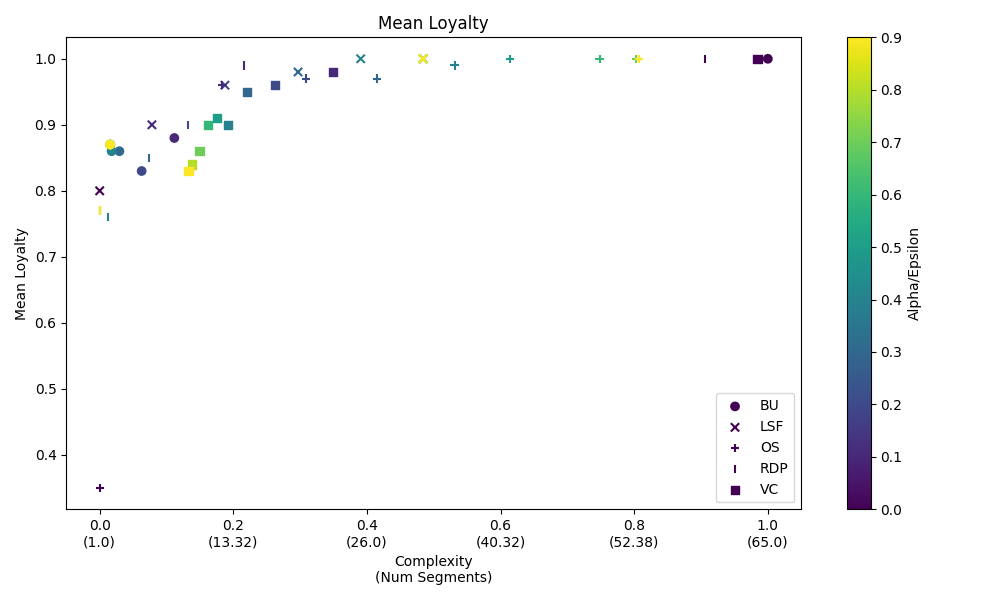 Mean Loyalty
Mean Loyalty
1.0
0.9
0.8
0.7
0.6
0.5
0.4
0.0
(1.0)
0.2
(13.32)
0.4
(26.0)
0.6
(40.32)
0.8
(52.38)
1.0
(65.0)
Complexity
(Num Segments)
BU
LSF
OS
RDP
VC
0.9
0.8
0.7
0.6
0.5
0.4
0.3
0.2
0.1
0.0
Alpha/Epsilon